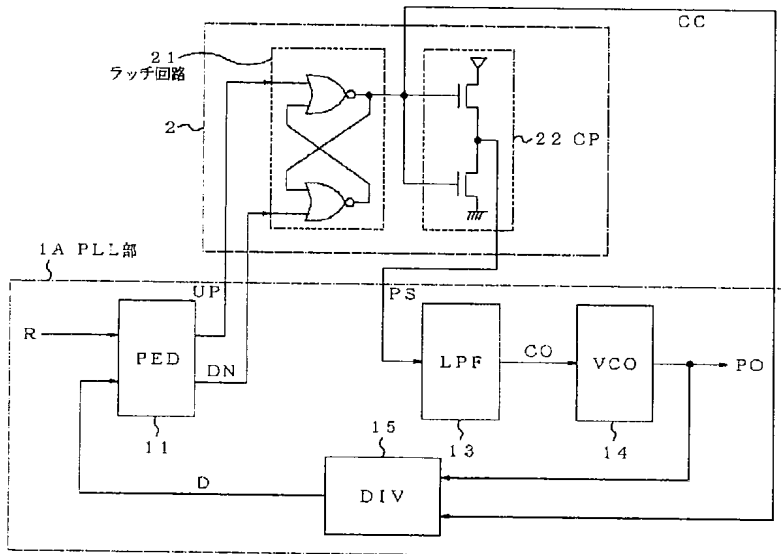 CC
21
ラッチ回路
2
22 CP
1A PLL部
UP
PS
R
PED
DN
LPF
CO
VCO
PO
11
13
14
15
D
DIV